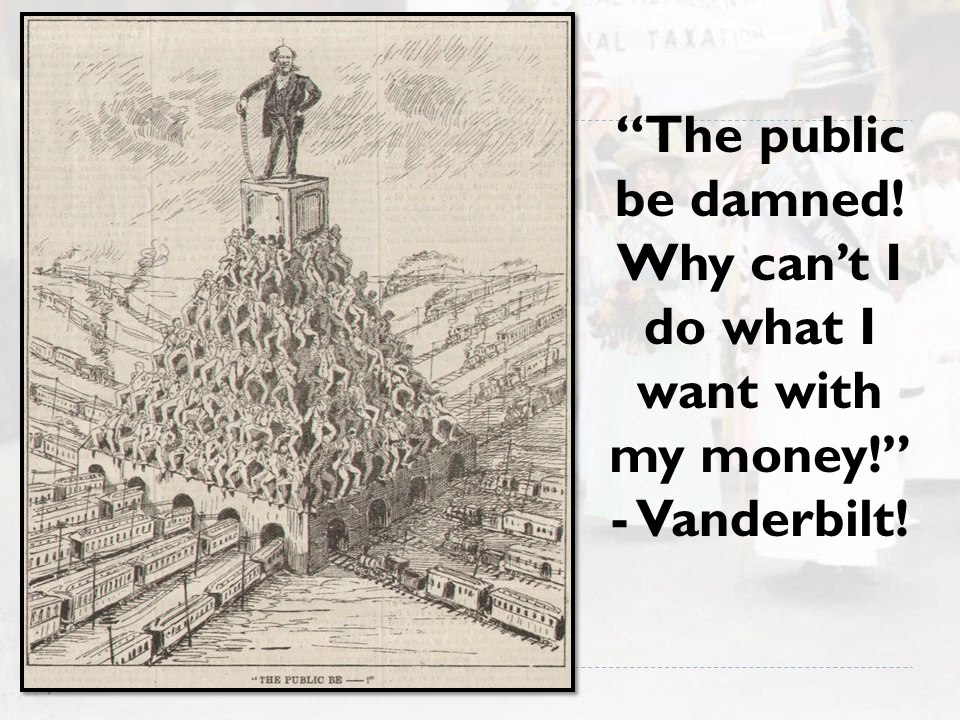 AL TAXATION
“The public
be damned!
Why can’t I
do what I
want with
my money!”
- Vanderbilt!
“THE PUBLIC BE —— !”